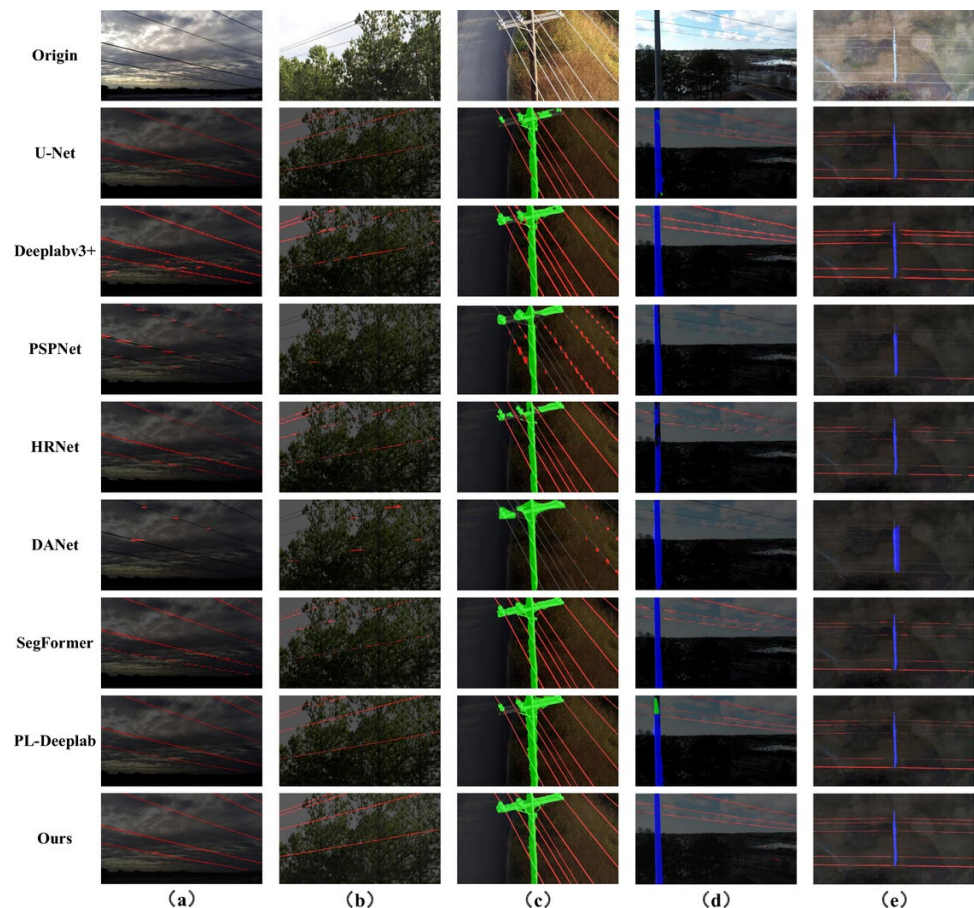 Origin
U-Net
Deeplabv3+
PSPNet
HRNet
DANet
SegFormer
PL-Deeplab
Ours
(a) (b) (c) (d) (e)